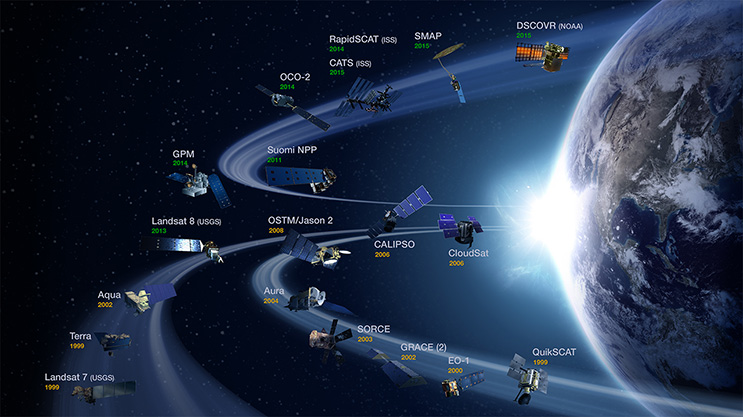 DSCOVR (NOAA)
2015
SMAP
2015
RapidSCAT (ISS)
2014
CATS (ISS)
2015
OCO-2
2014
Suomi NPP
2011
GPM
2014
Landsat 8 (USGS)
2013
OSTM/Jason 2
2008
CALIPSO
2006
CloudSat
2006
Aqua
2002
Aura
2004
Terra
1999
SORCE
2003
GRACE (2)
2002
EO-1
2000
QuikSCAT
1999
Landsat 7 (USGS)
1999